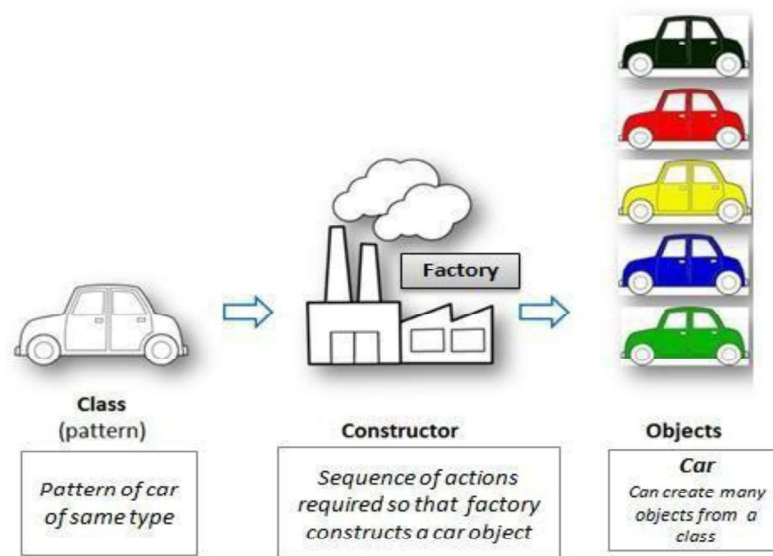 Factory
Class
(pattern)
Pattern of car
of same type
Constructor
Sequence of actions
required so that factory
constructs a car object
Objects
Car
Can create many
objects from a
class